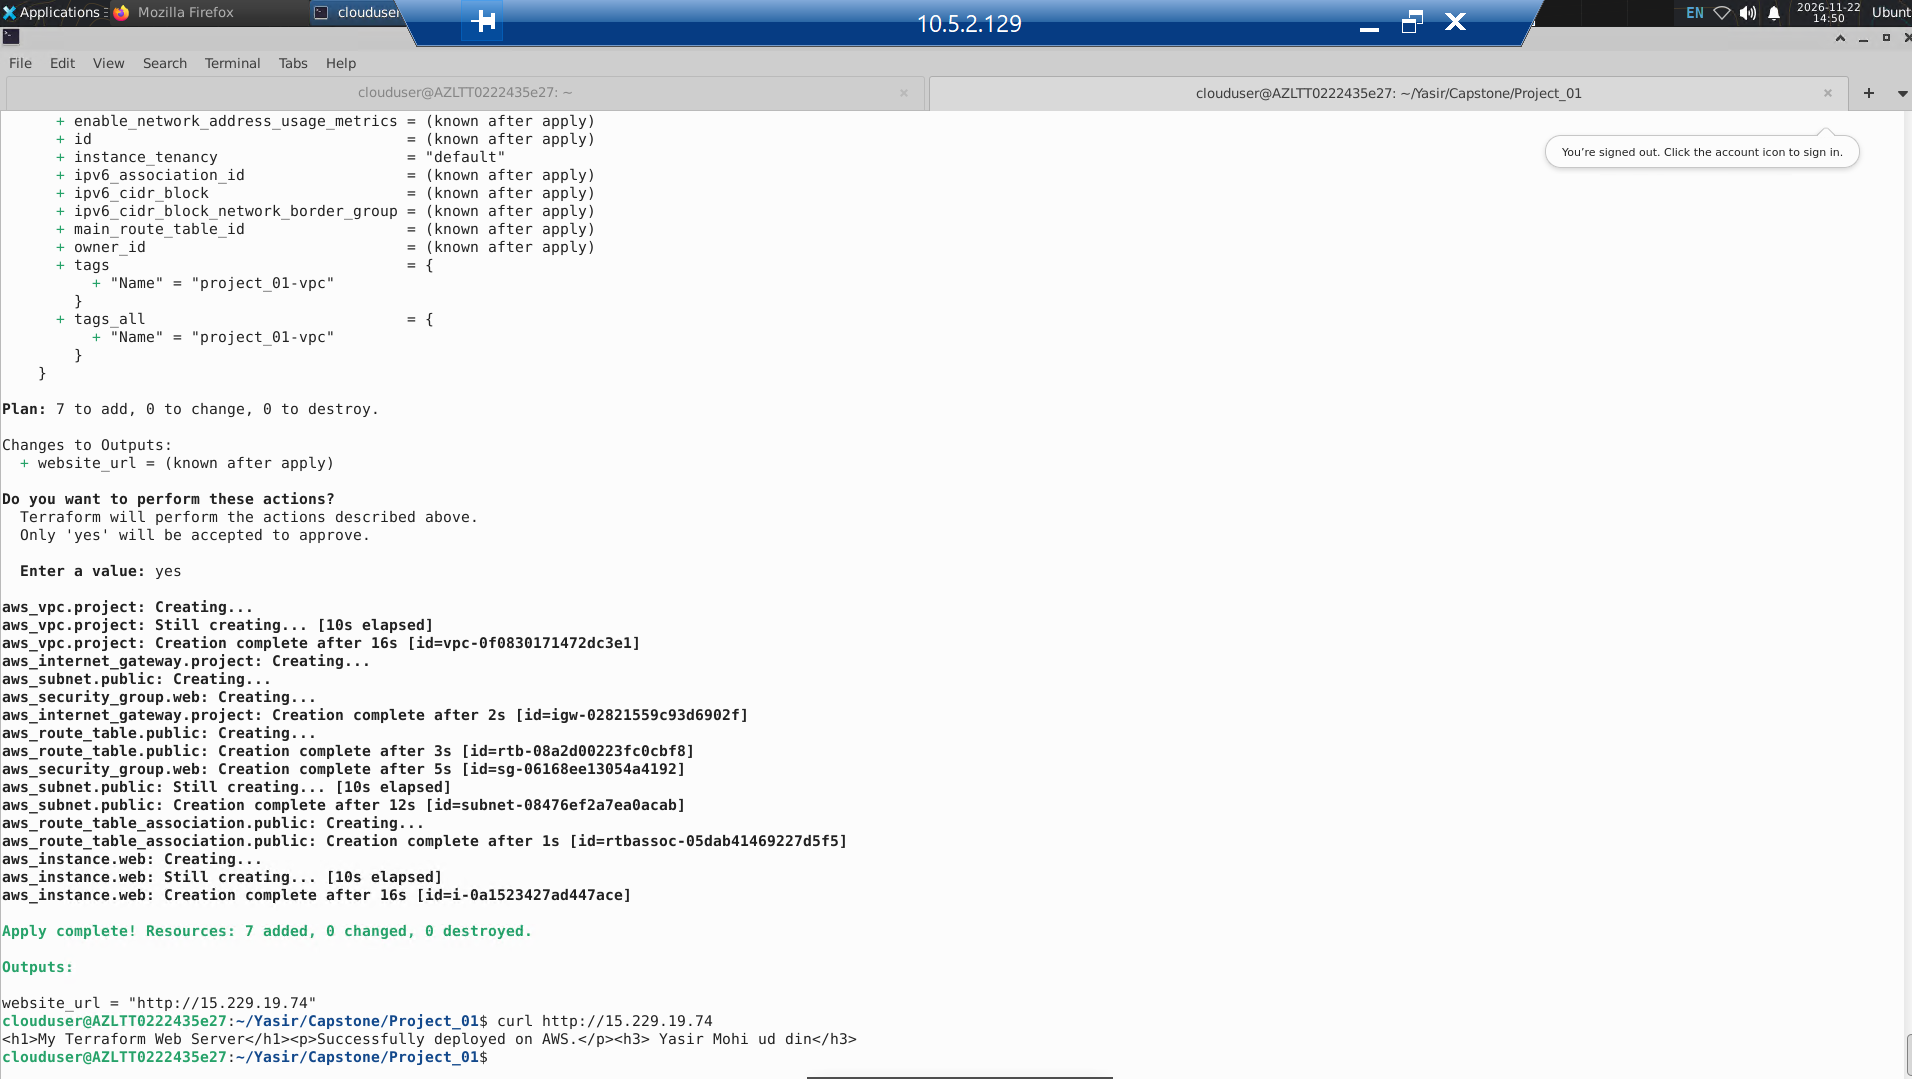 Applications
Mozilla Firefox
clouduser
10.5.2.129
EN
2026-11-22
14:50
Ubunt
File Edit View Search Terminal Tabs Help
clouduser@AZLTT0222435e27: ~
clouduser@AZLTT0222435e27: ~/Yasir/Capstone/Project_01
You're signed out. Click the account icon to sign in.
+ enable_network_address_usage_metrics = (known after apply)
+ id = (known after apply)
+ instance_tenancy = "default"
+ ipv6_association_id = (known after apply)
+ ipv6_cidr_block = (known after apply)
+ ipv6_cidr_block_network_border_group = (known after apply)
+ main_route_table_id = (known after apply)
+ owner_id = (known after apply)
+ tags = {
+ "Name" = "project_01-vpc"
}
+ tags_all = {
+ "Name" = "project_01-vpc"
}
}
Plan: 7 to add, 0 to change, 0 to destroy.
Changes to Outputs:
+ website_url = (known after apply)
Do you want to perform these actions?
Terraform will perform the actions described above.
Only 'yes' will be accepted to approve.
Enter a value: yes
aws_vpc.project: Creating...
aws_vpc.project: Still creating... [10s elapsed]
aws_vpc.project: Creation complete after 16s [id=vpc-0f0830171472dc3e1]
aws_internet_gateway.project: Creating...
aws_subnet.public: Creating...
aws_security_group.web: Creating...
aws_internet_gateway.project: Creation complete after 2s [id=igw-02821559c93d6902f]
aws_route_table.public: Creating...
aws_route_table.public: Creation complete after 3s [id=rtb-08a2d00223fc0cbf8]
aws_security_group.web: Creation complete after 5s [id=sg-06168ee13054a4192]
aws_subnet.public: Still creating... [10s elapsed]
aws_subnet.public: Creation complete after 12s [id=subnet-08476ef2a7ea0acab]
aws_route_table_association.public: Creating...
aws_route_table_association.public: Creation complete after 1s [id=rtbassoc-05dab41469227d5f5]
aws_instance.web: Creating...
aws_instance.web: Still creating... [10s elapsed]
aws_instance.web: Creation complete after 16s [id=i-0a1523427ad447ace]
Apply complete! Resources: 7 added, 0 changed, 0 destroyed.
Outputs:
website_url = "http://15.229.19.74"
clouduser@AZLTT0222435e27:~/Yasir/Capstone/Project_01$ curl http://15.229.19.74
<h1>My Terraform Web Server</h1><p>Successfully deployed on AWS.</p><h3> Yasir Mohi ud din</h3>
clouduser@AZLTT0222435e27:~/Yasir/Capstone/Project_01$